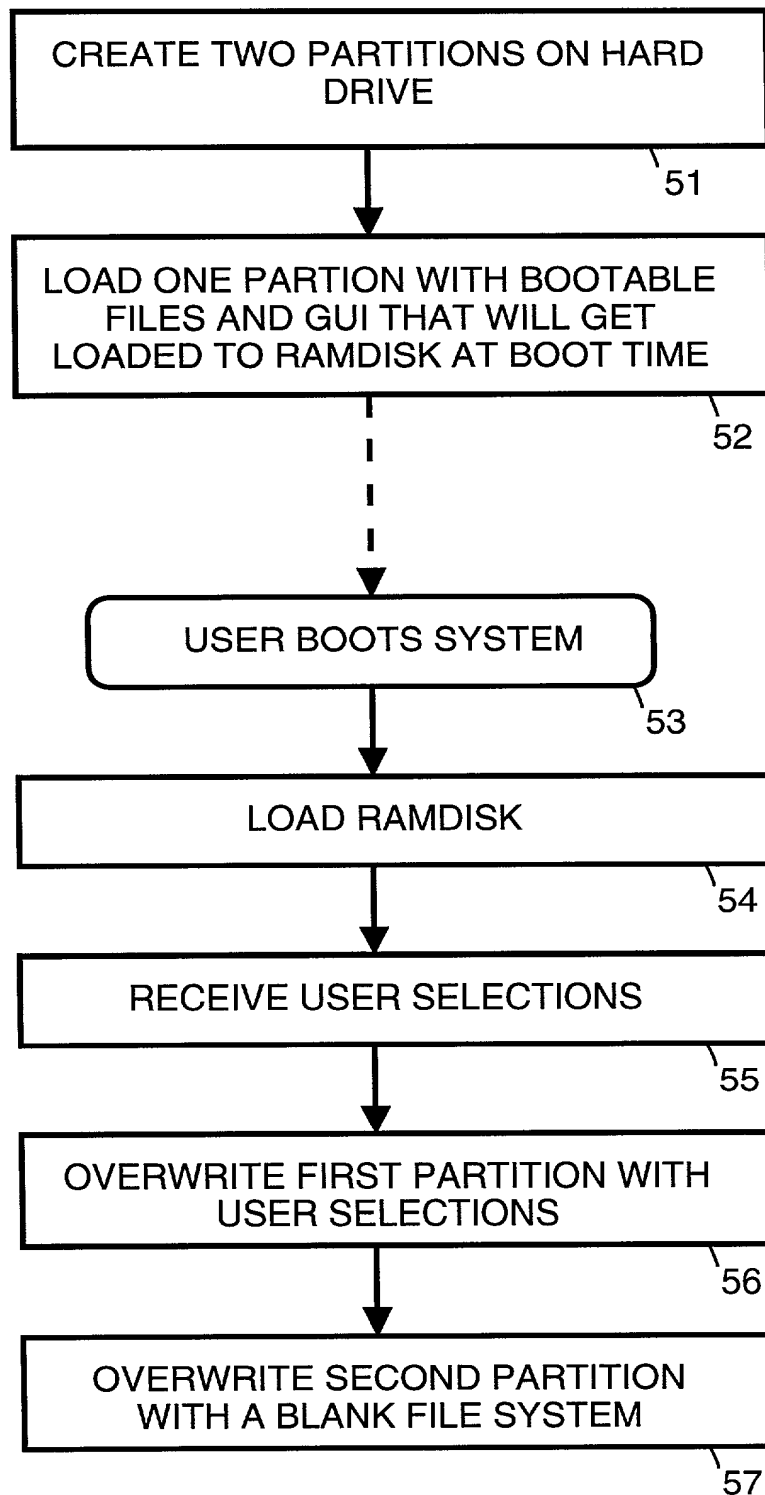 CREATE TWO PARTITIONS ON HARD
DRIVE
51
LOAD ONE PARTION WITH BOOTABLE
FILES AND GUI THAT WILL GET
LOADED TO RAMDISK AT BOOT TIME
52
USER BOOTS SYSTEM
53
LOAD RAMDISK
54
RECEIVE USER SELECTIONS
55
OVERWRITE FIRST PARTITION WITH
USER SELECTIONS
56
OVERWRITE SECOND PARTITION
WITH A BLANK FILE SYSTEM
57